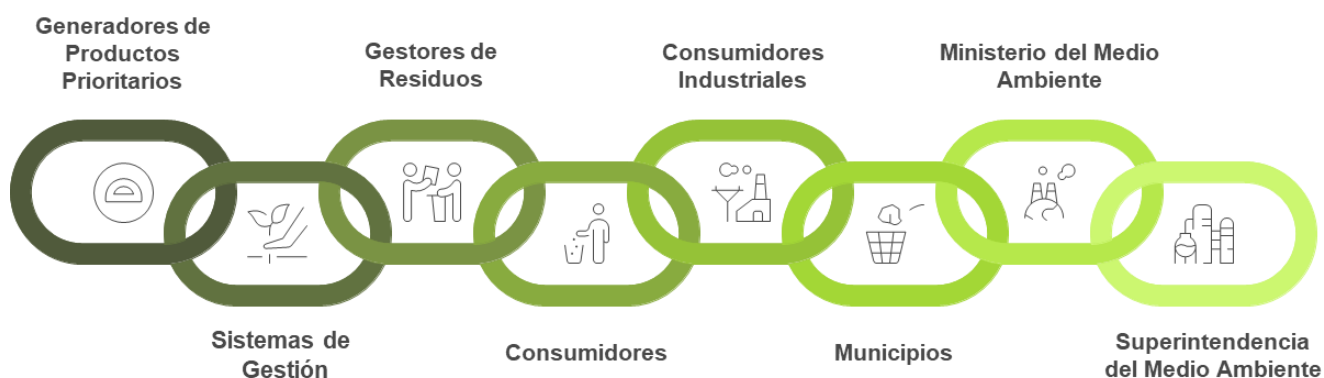 Generadores de
Productos
Prioritarios
Sistemas de
Gestión
Gestores de
Residuos
Consumidores
Consumidores
Industriales
Municipios
Ministerio del Medio
Ambiente
Superintendencia
del Medio Ambiente